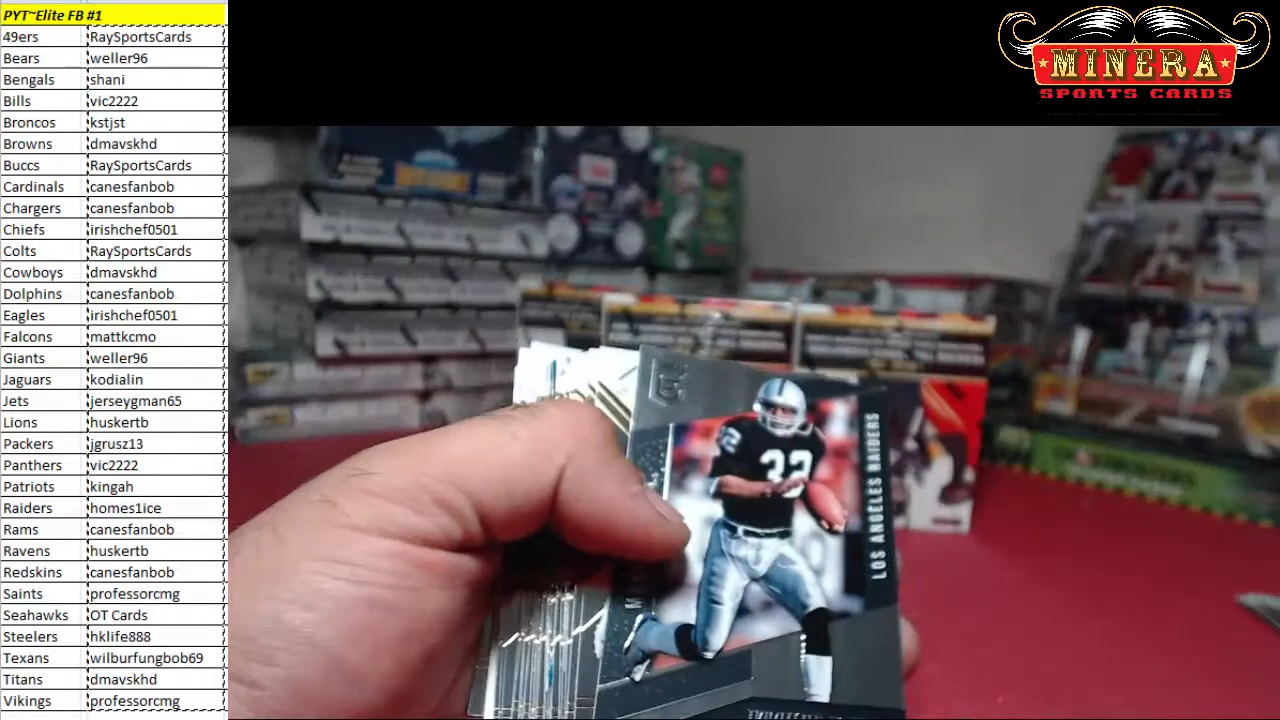 PYT~Elite FB #1
49ers RaySportsCards
Bears weller96
Bengals shani
Bills vic2222
Broncos kstjst
Browns dmavskhd
Buccs RaySportsCards
Cardinals canesfanbob
Chargers canesfanbob
Chiefs irishchef0501
Colts RaySportsCards
Cowboys dmavskhd
Dolphins canesfanbob
Eagles irishchef0501
Falcons mattkcmo
Giants weller96
Jaguars kodialin
Jets jerseygman65
Lions huskertb
Packers jgrusz13
Panthers vic2222
Patriots kingah
Raiders homes1ice
Rams canesfanbob
Ravens huskertb
Redskins canesfanbob
Saints professorcmg
Seahawks OT Cards
Steelers hklife888
Texans wilburfungbob69
Titans dmavskhd
Vikings professorcmg
MINERA
SPORTS CARDS
32
32
LOS ANGELES RAIDERS